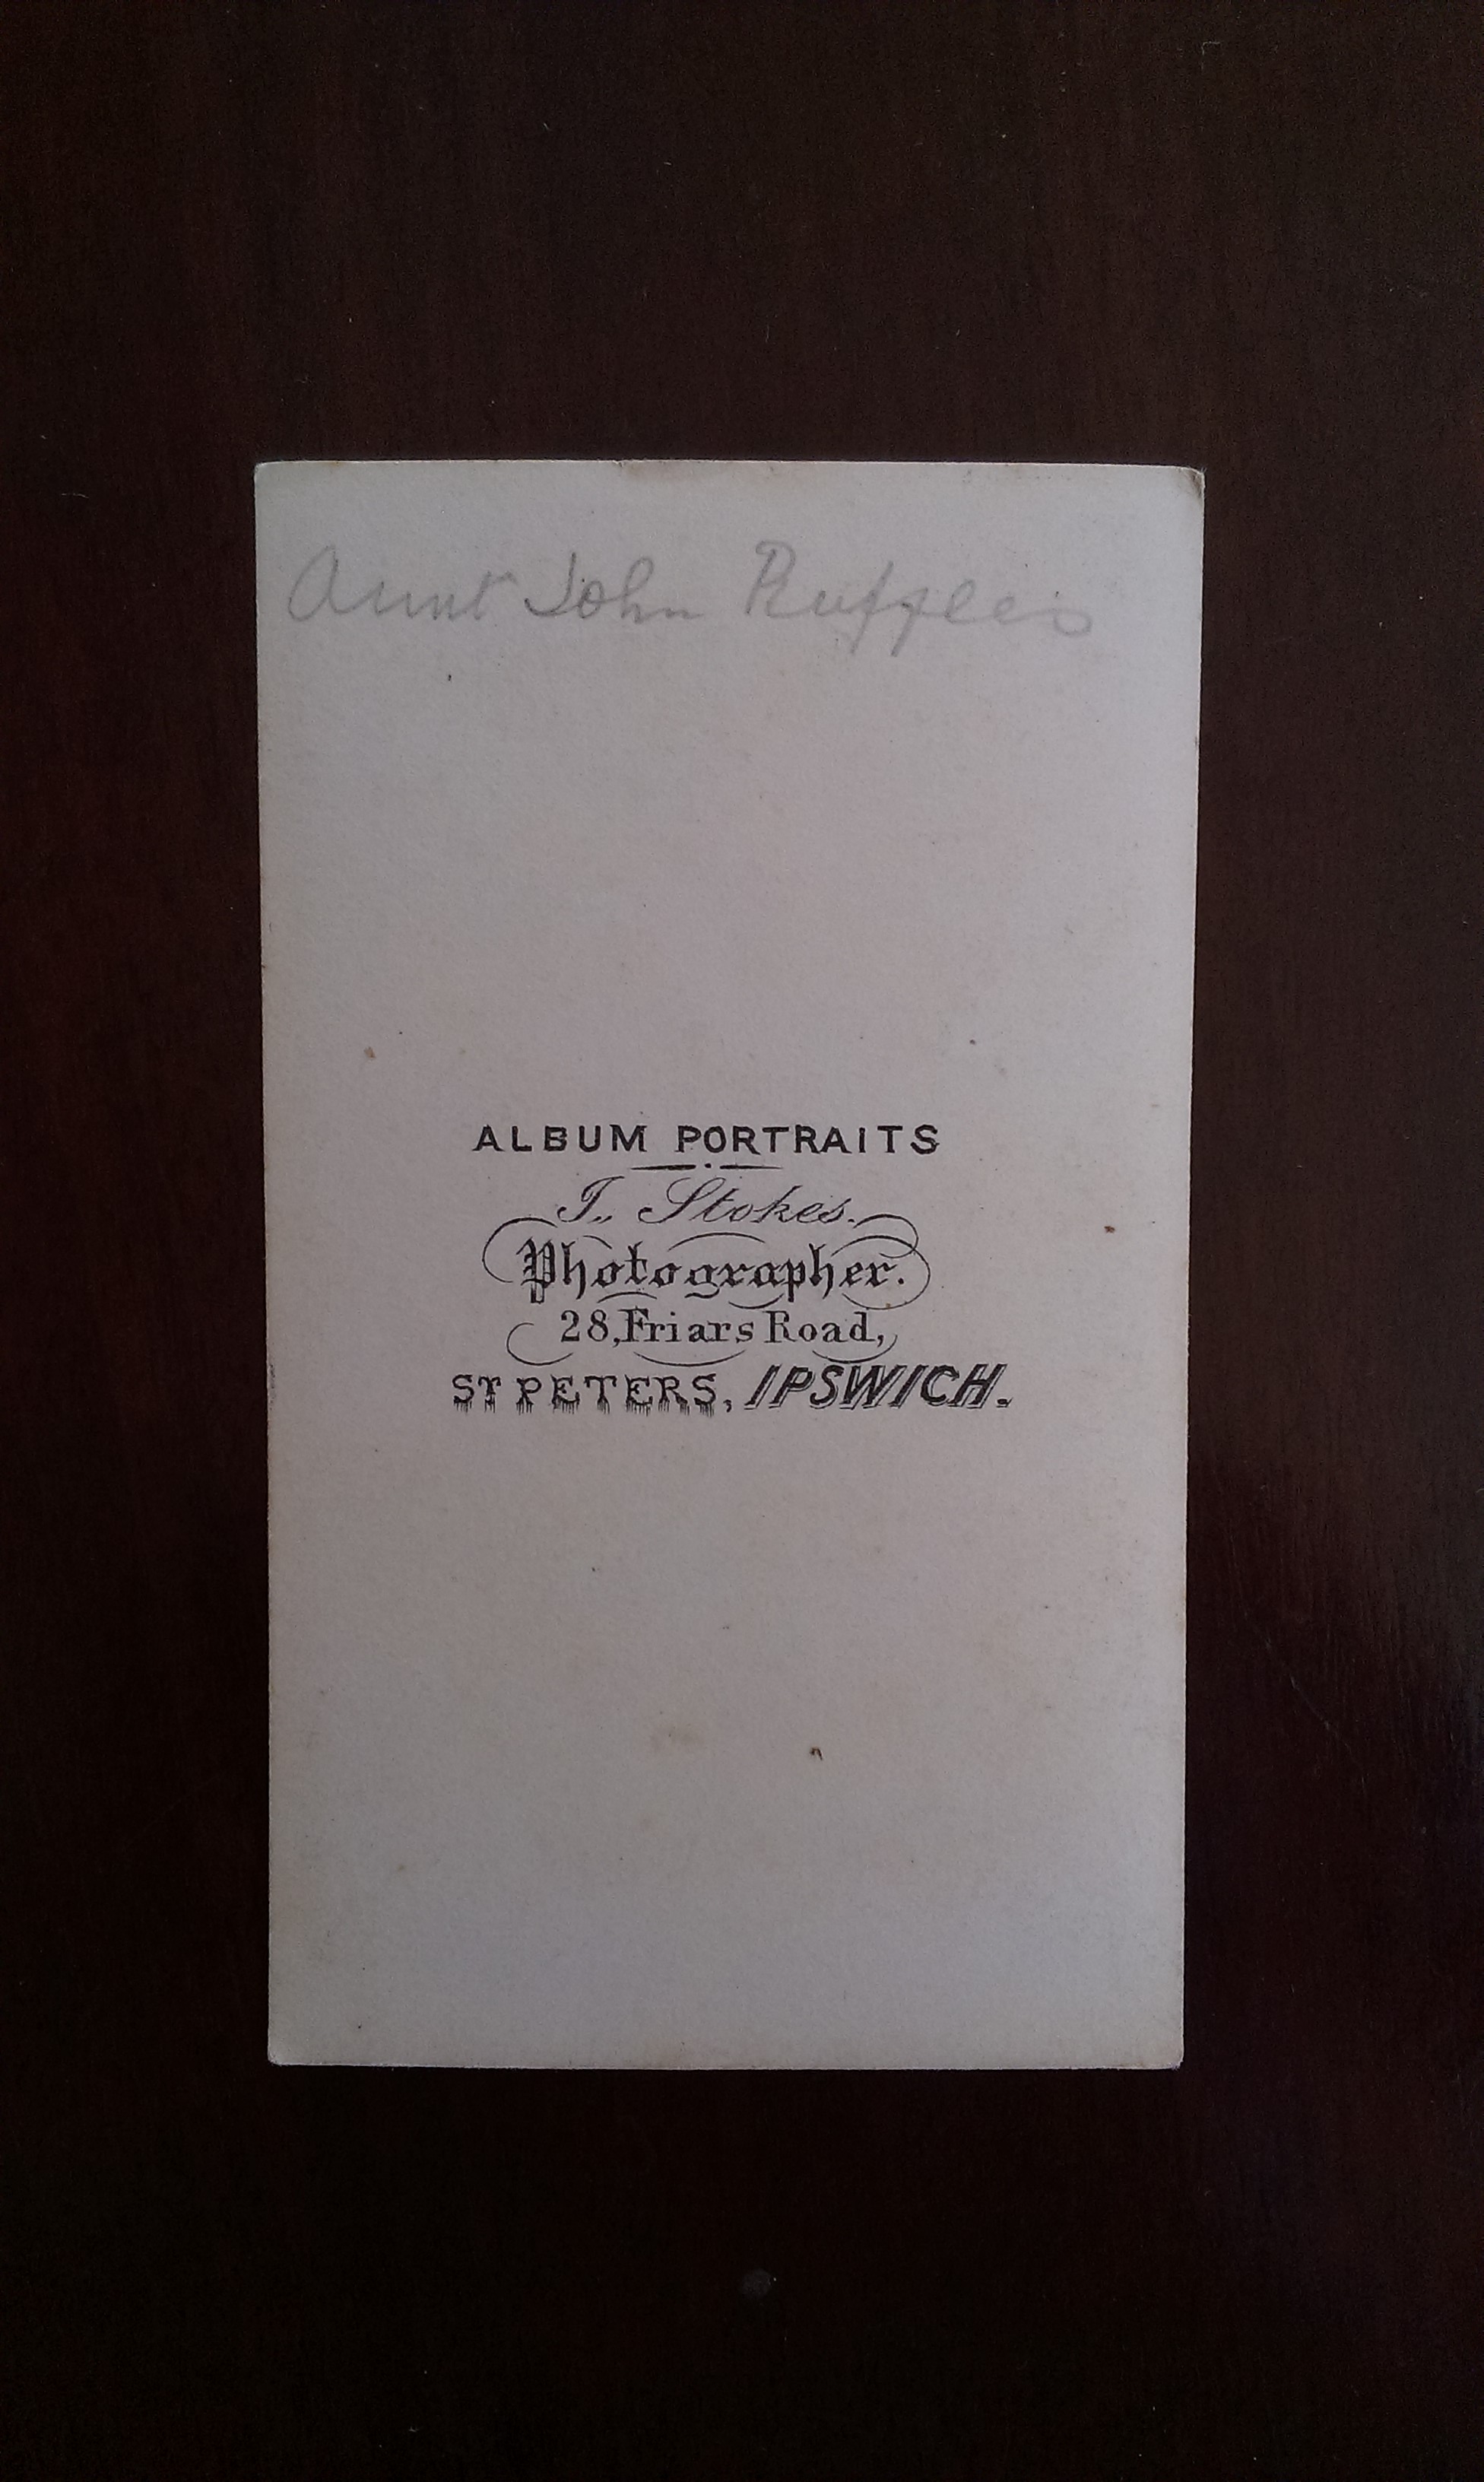 Aunt John Ruffles
ALBUM PORTRAITS
T. Stokes.
Photographer.
28, Friars Road,
ST PETERS, IPSWICH.